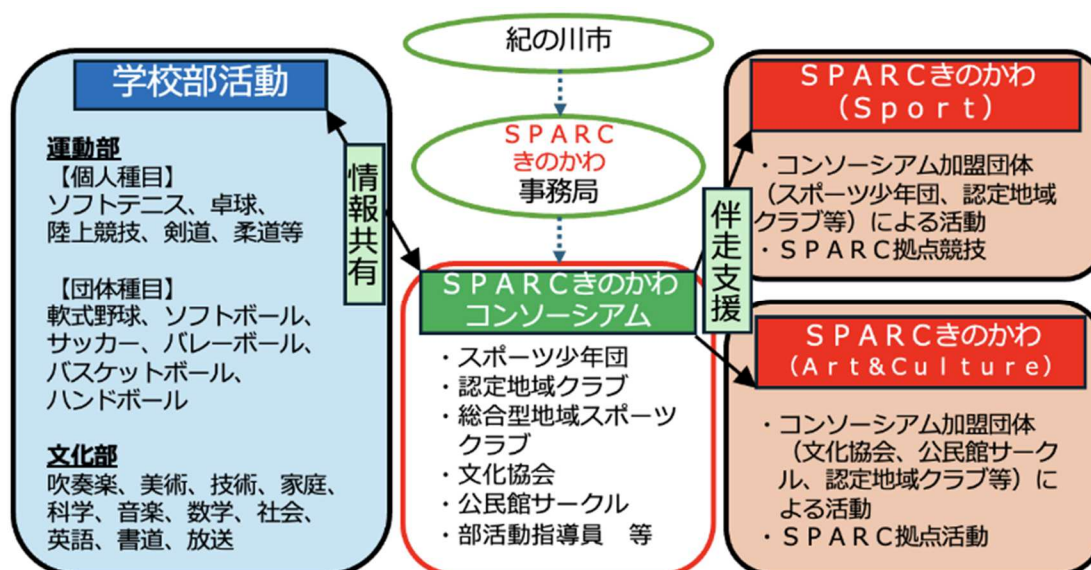 学校部活動
運動部
【個人種目】
ソフトテニス、卓球、
陸上競技、剣道、柔道等
【団体種目】
軟式野球、ソフトボール、
サッカー、バレーボール、
バスケットボール、
ハンドボール
文化部
吹奏楽、美術、技術、家庭、
科学、音楽、数学、社会、
英語、書道、放送
情報共有
紀の川市
ＳＰＡＲＣ
きのかわ
事務局
ＳＰＡＲＣきのかわ
コンソーシアム
・スポーツ少年団
・認定地域クラブ
・総合型地域スポーツ
クラブ
・文化協会
・公民館サークル
・部活動指導員　等
伴走支援
ＳＰＡＲＣきのかわ
（Ｓｐｏｒｔ）
・コンソーシアム加盟団体
（スポーツ少年団、認定地域
クラブ等）による活動
・ＳＰＡＲＣ拠点競技
ＳＰＡＲＣきのかわ
（Ａｒｔ&Ｃｕｌｔｕｒｅ）
・コンソーシアム加盟団体
（文化協会、公民館サーク
ル、認定地域クラブ等）に
よる活動
・ＳＰＡＲＣ拠点活動